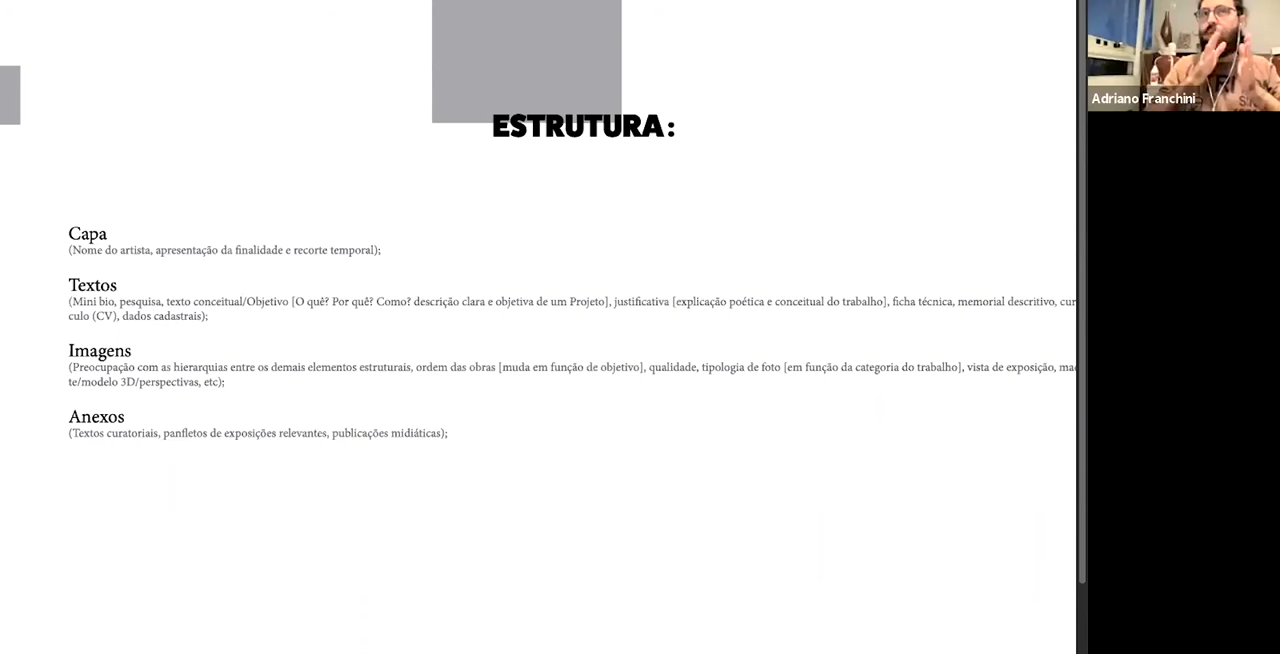 ESTRUTURA:
Capa
(Nome do artista, apresentação da finalidade e recorte temporal);
Textos
(Mini bio, pesquisa, texto conceitual/Objetivo [O quê? Por quê? Como? descrição clara e objetiva de um Projeto], justificativa [explicação poética e conceitual do trabalho], ficha técnica, memorial descritivo, cur
culo (CV), dados cadastrais);
Imagens
(Preocupação com as hierarquias entre os demais elementos estruturais, ordem das obras [muda em função de objetivo], qualidade, tipologia de foto [em função da categoria do trabalho], vista de exposição, ma
te/modelo 3D/perspectivas, etc);
Anexos
(Textos curatoriais, panfletos de exposições relevantes, publicações midiáticas);
Adriano Franchini